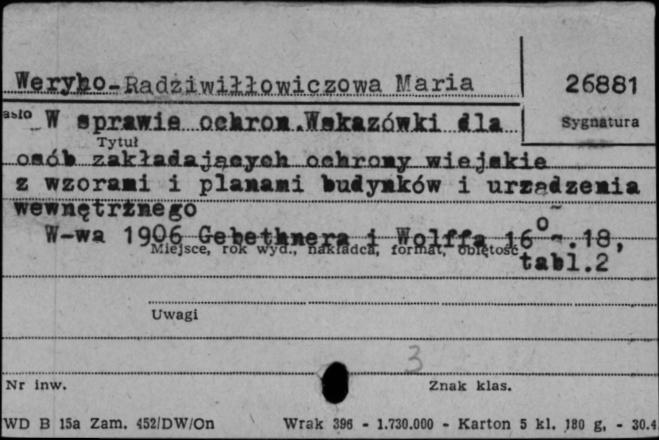 Weryho-Radziwiłłowiczowa Maria
26881
asło W sprawie ochron.Wskazówki dla
Sygnatura
Tytuł
osób zakładających ochrony wiejskie
z wzorami i planami budynków i urządzenia
wewnętrznego
W-wa 1906 Gebethnera i Wolffa 16° s.18,
Miejsce, rok wyd., nakładca, format, objętość
tabl.2
Uwagi
3
Nr inw.
Znak klas.
WD B 15a Zam. 452/DW/On Wrak 396 - 1.730.000 - Karton 5 kl. 180 g, - 30.4